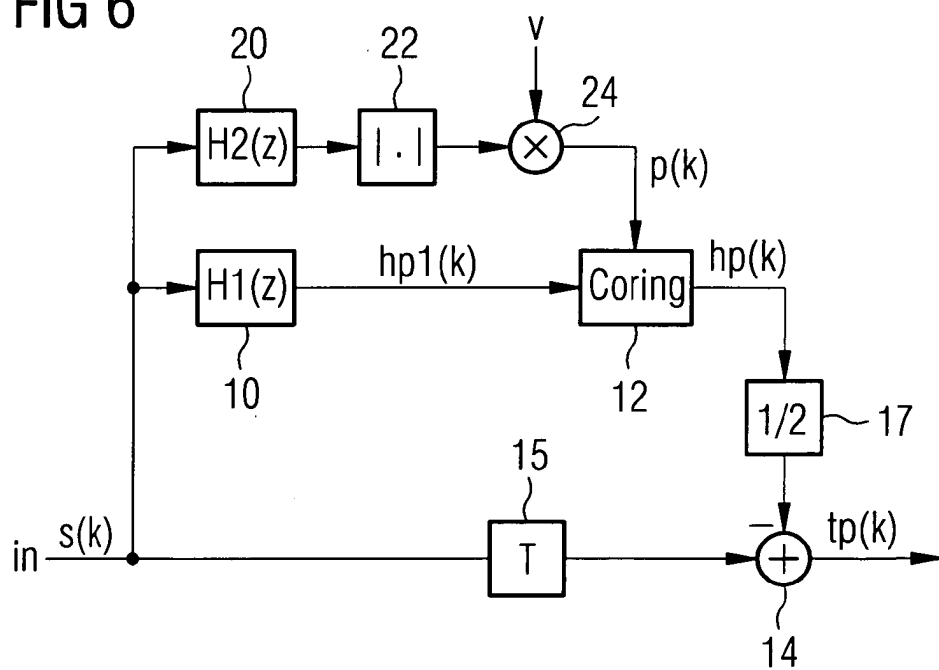 FIG 6
20
22
v
24
H2(z)
|.|
×
p(k)
H1(z)
hp1(k)
Coring
hp(k)
10
12
1/2
17
15
in
s(k)
T
−
+
tp(k)
14